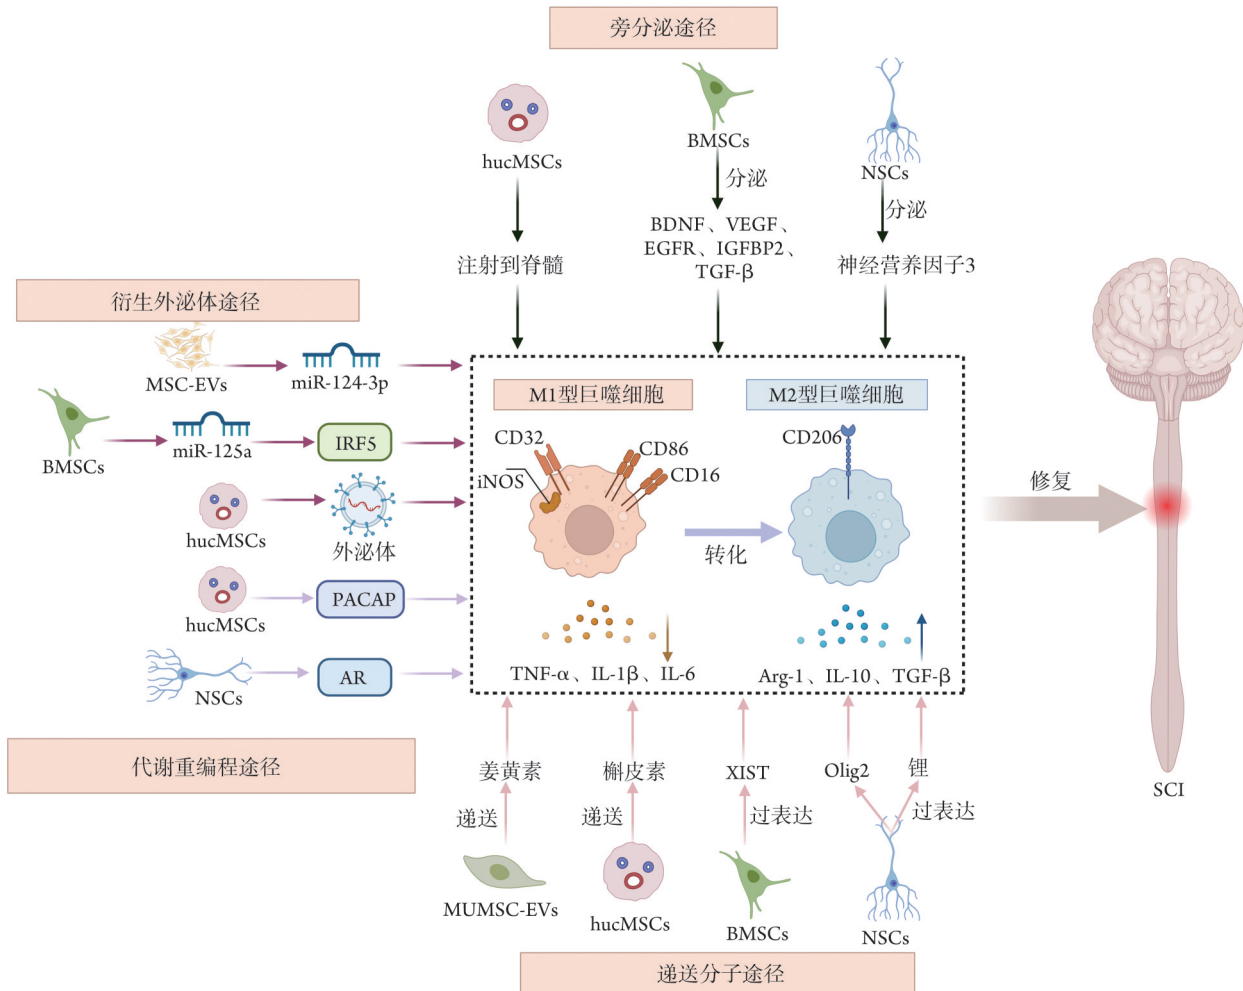 旁分泌途径
hucMSCs
BMSCs
NSCs
分泌
分泌
BDNF、VEGF、
EGFR、IGFBP2、
TGF-β
注射到脊髓
神经营养因子3
衍生外泌体途径
MSC-EVs
miR-124-3p
BMSCs
miR-125a
IRF5
hucMSCs
外泌体
hucMSCs
PACAP
NSCs
AR
代谢重编程途径
M1型巨噬细胞
M2型巨噬细胞
CD32
CD86
iNOS
CD16
CD206
转化
TNF-α、IL-1β、IL-6
Arg-1、IL-10、TGF-β
修复
SCI
姜黄素
槲皮素
XIST
Olig2
锂
递送
递送
过表达
过表达
MUMSC-EVs
hucMSCs
BMSCs
NSCs
递送分子途径